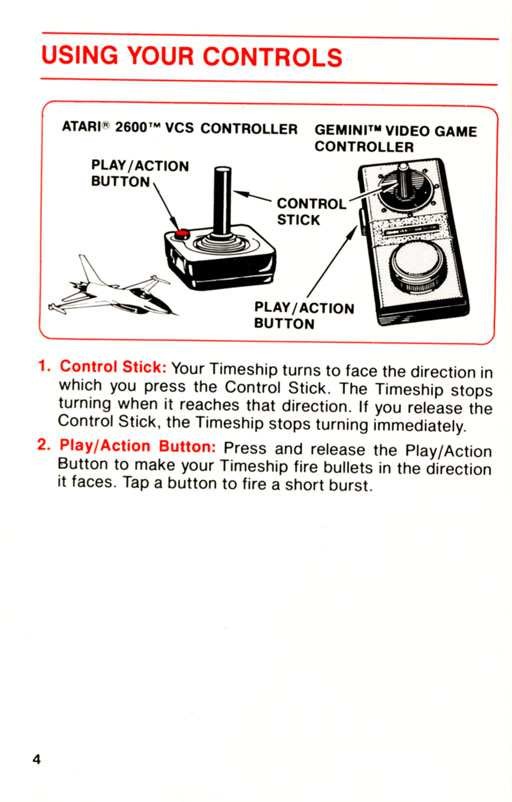 USING YOUR CONTROLS
ATARI® 2600™ VCS CONTROLLER
GEMINI™ VIDEO GAME
CONTROLLER
PLAY/ACTION
BUTTON
CONTROL
STICK
PLAY/ACTION
BUTTON
1. Control Stick: Your Timeship turns to face the direction in
which you press the Control Stick. The Timeship stops
turning when it reaches that direction. If you release the
Control Stick, the Timeship stops turning immediately.
2. Play/Action Button: Press and release the Play/Action
Button to make your Timeship fire bullets in the direction
it faces. Tap a button to fire a short burst.
4